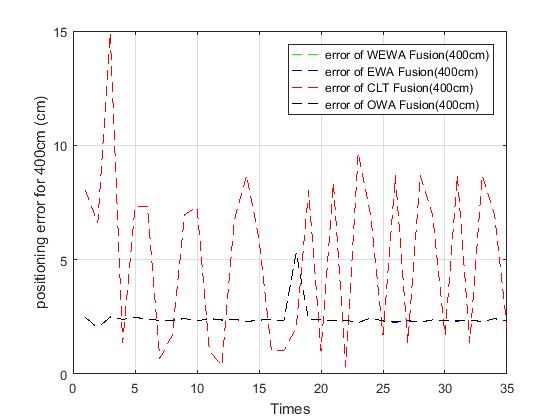 15
error of WEWA Fusion(400cm)
error of EWA Fusion(400cm)
error of CLT Fusion(400cm)
error of OWA Fusion(400cm)
10
positioning error for 400cm (cm)
5
0
0 5 10 15 20 25 30 35
Times